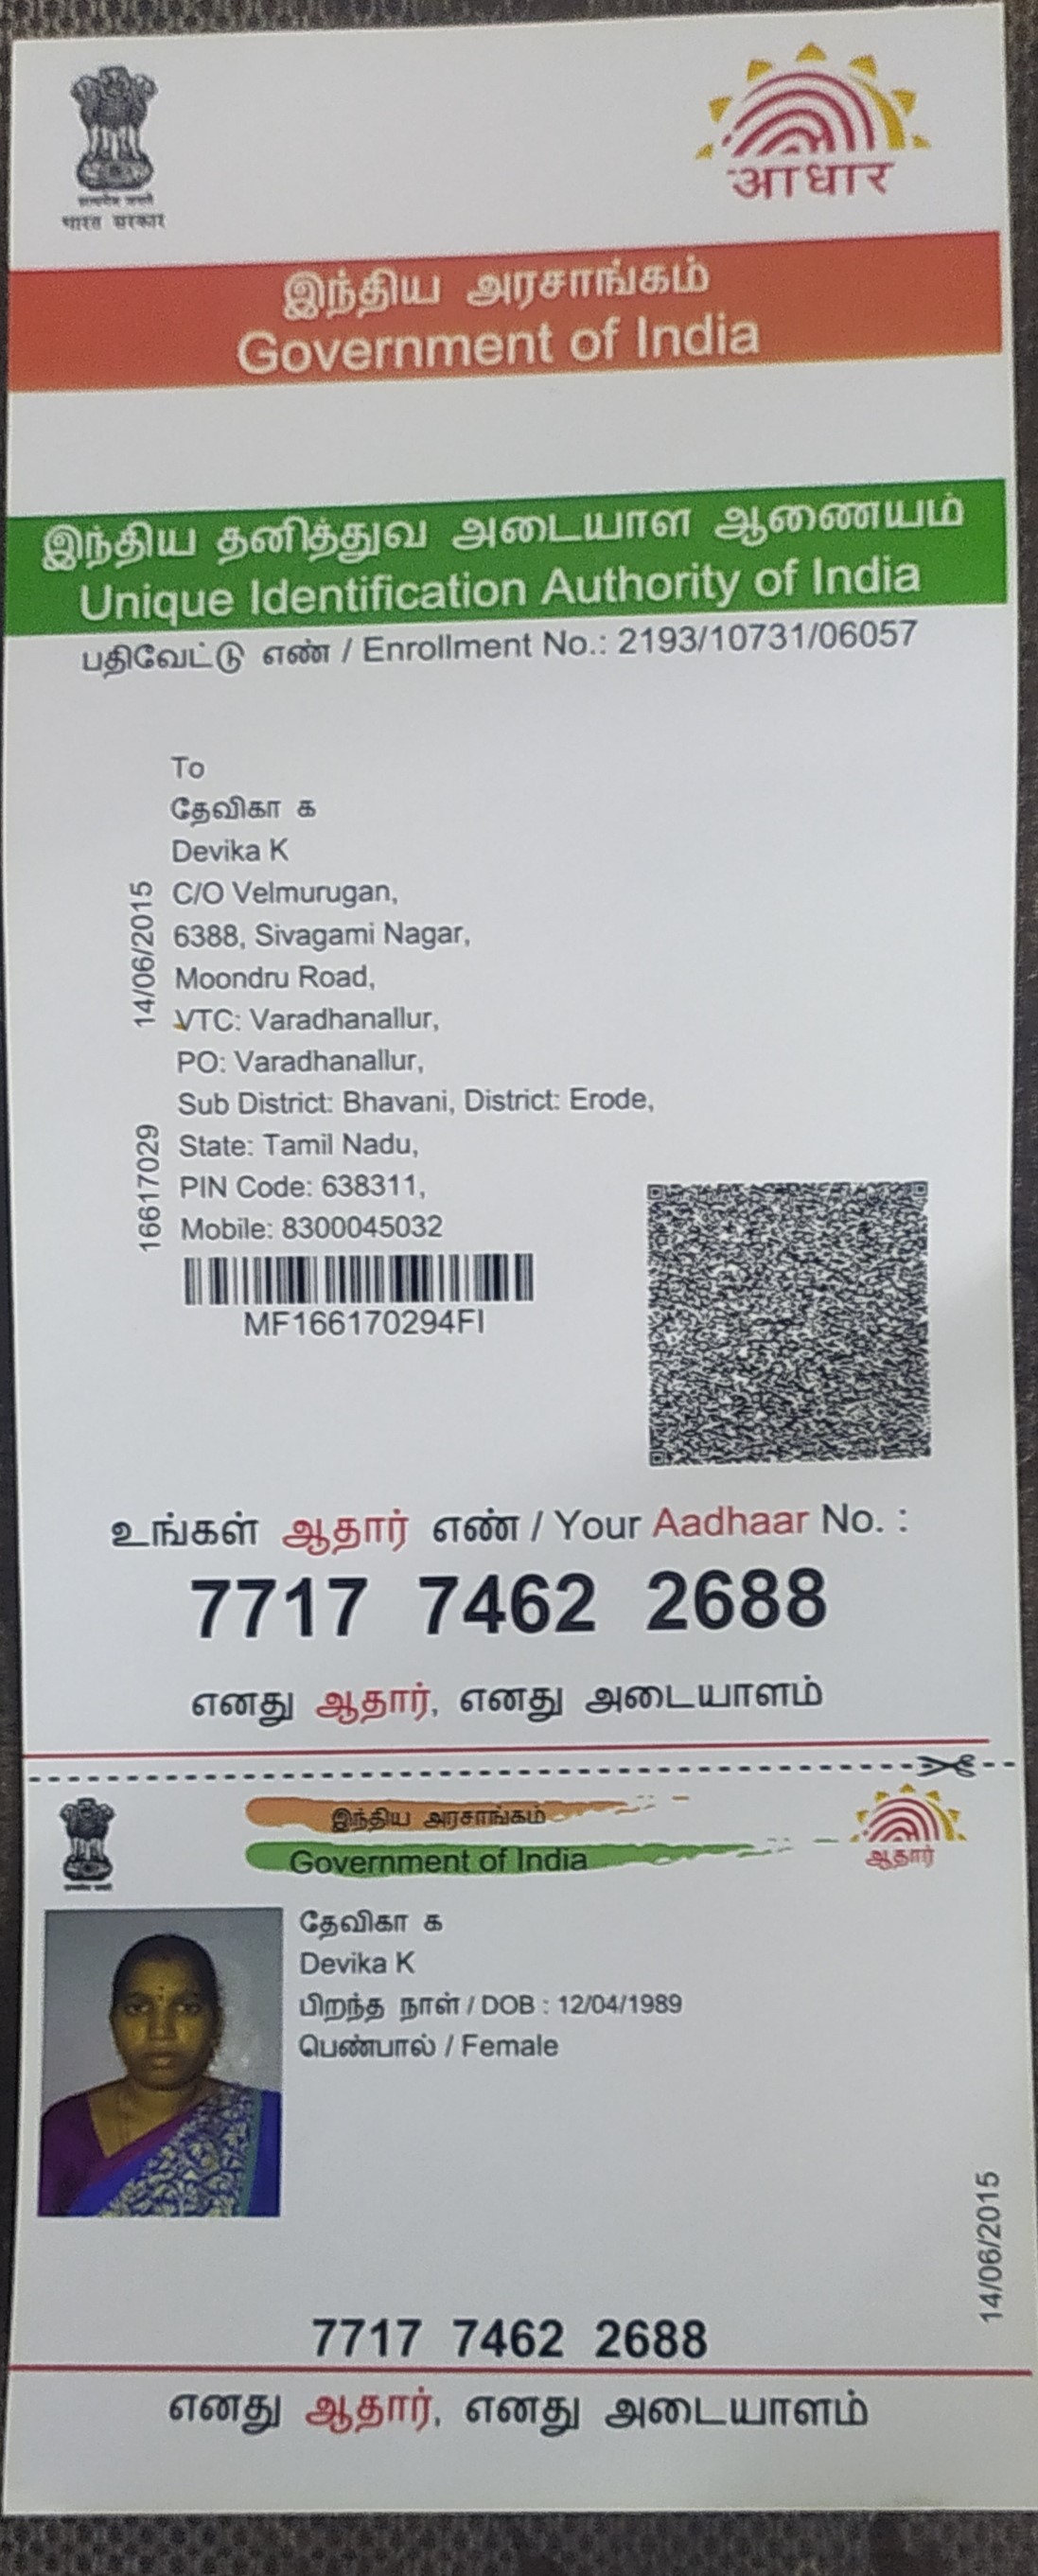 सत्यमेव जयते
भारत सरकार
आधार
இந்திய அரசாங்கம்
Government of India
இந்திய தனித்துவ அடையாள ஆணையம்
Unique Identification Authority of India
பதிவேட்டு எண் / Enrollment No.: 2193/10731/06057
To
தேவிகா க
Devika K
C/O Velmurugan,
6388, Sivagami Nagar,
Moondru Road,
VTC: Varadhanallur,
PO: Varadhanallur,
Sub District: Bhavani, District: Erode,
State: Tamil Nadu,
PIN Code: 638311,
Mobile: 8300045032
14/06/2015
16617029
MF166170294FI
உங்கள் ஆதார் எண் / Your Aadhaar No. :
7717 7462 2688
எனது ஆதார், எனது அடையாளம்
இந்திய அரசாங்கம்
Government of India
ஆதார்
தேவிகா க
Devika K
பிறந்த நாள் / DOB : 12/04/1989
பெண்பால் / Female
14/06/2015
7717 7462 2688
எனது ஆதார், எனது அடையாளம்